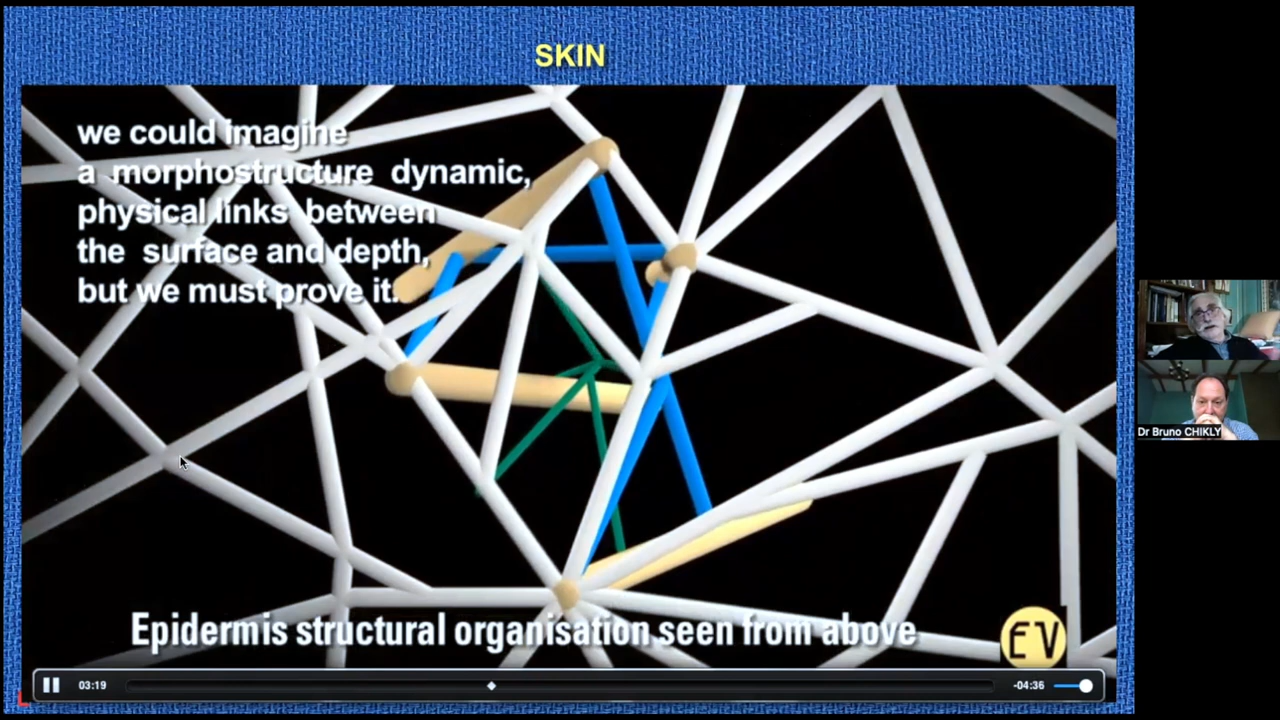 SKIN
we could imagine
a morphostructure dynamic,
physical links between
the surface and depth,
but we must prove it.
Epidermis structural organisation seen from above
EV
03:19
-04:36
Dr Bruno CHIKLY